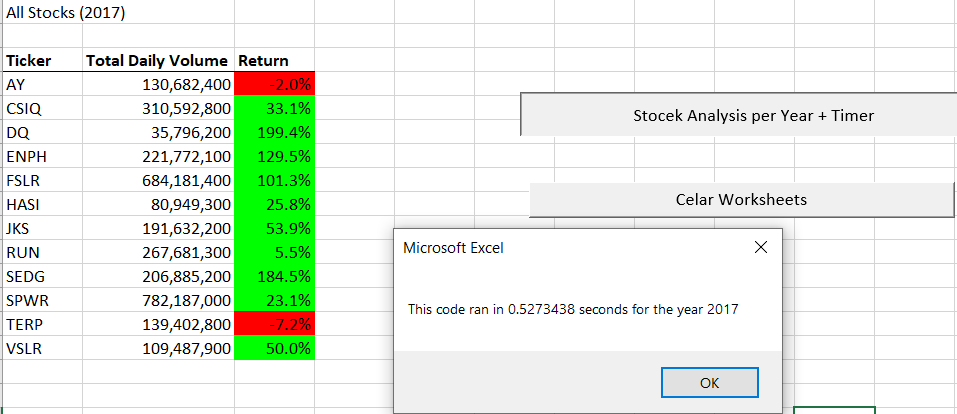 All Stocks (2017)
Ticker Total Daily Volume Return
AY 130,682,400 -2.0%
CSIQ 310,592,800 33.1%
DQ 35,796,200 199.4%
ENPH 221,772,100 129.5%
FSLR 684,181,400 101.3%
HASI 80,949,300 25.8%
JKS 191,632,200 53.9%
RUN 267,681,300 5.5%
SEDG 206,885,200 184.5%
SPWR 782,187,000 23.1%
TERP 139,402,800 -7.2%
VSLR 109,487,900 50.0%
Stocek Analysis per Year + Timer
Celar Worksheets
Microsoft Excel
This code ran in 0.5273438 seconds for the year 2017
OK